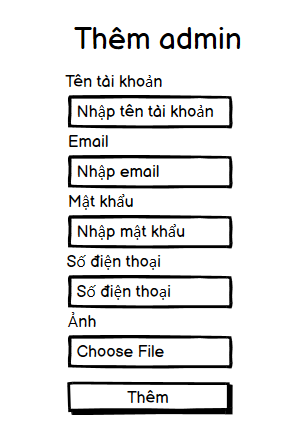 Thêm admin
Tên tài khoản
Nhập tên tài khoản
Email
Nhập email
Mật khẩu
Nhập mật khẩu
Số điện thoại
Số điện thoại
Ảnh
Choose File
Thêm